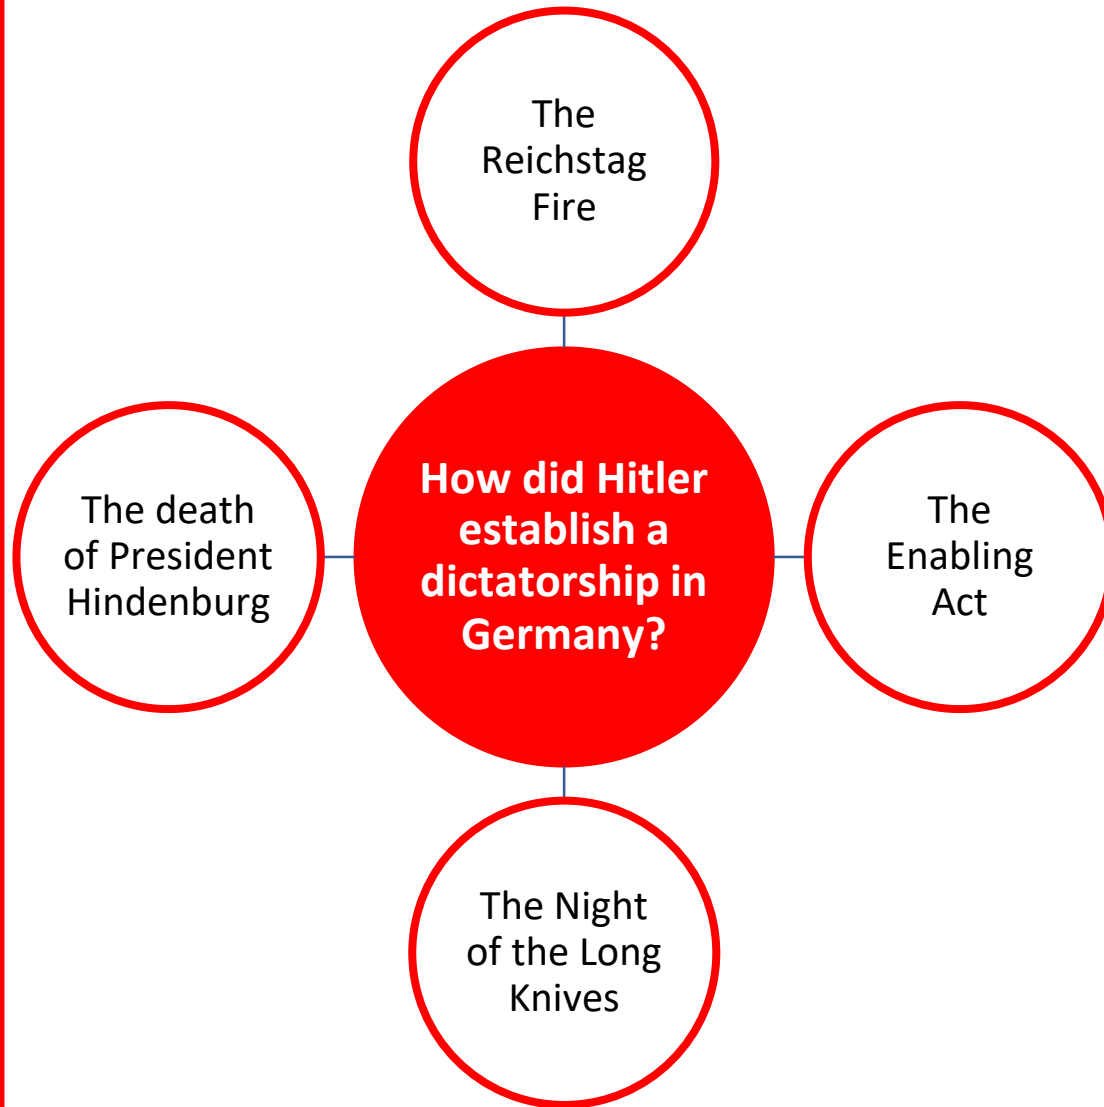 The
Reichstag
Fire
How did Hitler
establish a
dictatorship in
Germany?
The
Enabling
Act
The Night
of the Long
Knives
The death
of President
Hindenburg